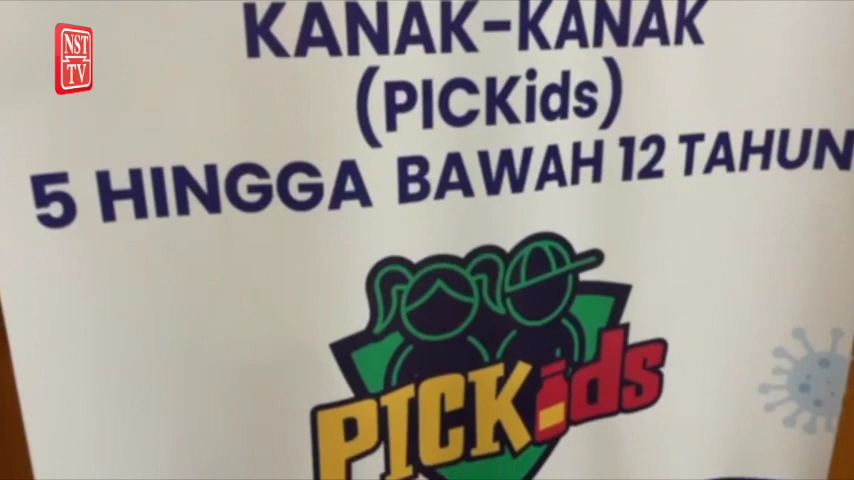 NST
TV
KANAK-KANAK
(PICKids)
5 HINGGA BAWAH 12 TAHUN
PICKids